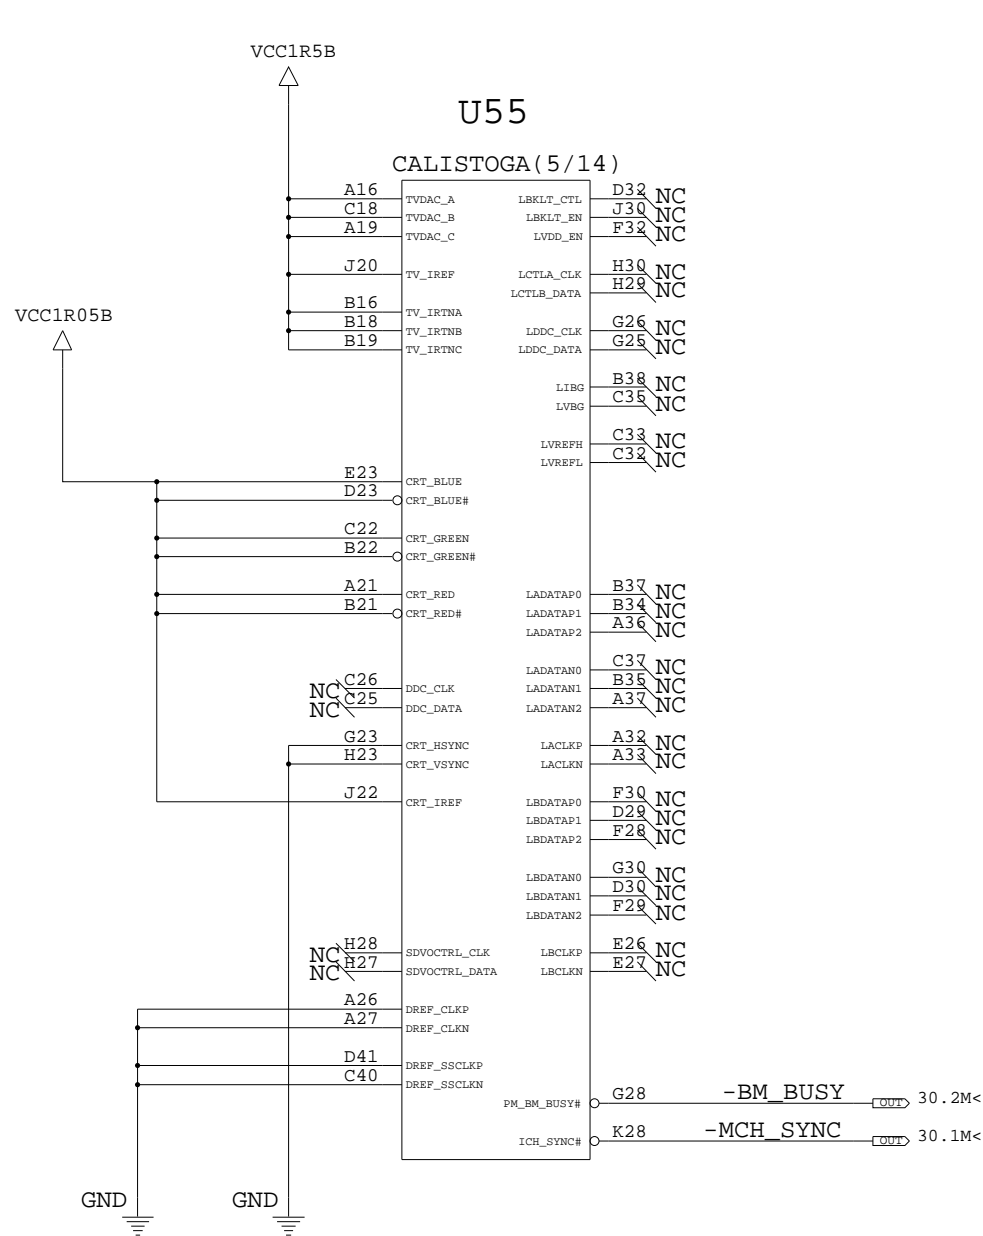 VCC1R5B
U55
CALISTOGA(5/14)
A16 TVDAC_A LBKLT_CTL D32 NC
C18 TVDAC_B LBKLT_EN J30 NC
A19 TVDAC_C LVDD_EN F32 NC
J20 TV_IREF LCTLA_CLK H30 NC
LCTLB_DATA H29 NC
B16 TV_IRTNA
VCC1R05B
B18 TV_IRTNB LDDC_CLK G26 NC
B19 TV_IRTNC LDDC_DATA G25 NC
LIBG B38 NC
LVBG C35 NC
LVREFH C33 NC
LVREFL C32 NC
E23 CRT_BLUE
D23 CRT_BLUE#
C22 CRT_GREEN
B22 CRT_GREEN#
A21 CRT_RED LADATAP0 B37 NC
B21 CRT_RED# LADATAP1 B34 NC
LADATAP2 A36 NC
LADATAN0 C37 NC
NC C26 DDC_CLK LADATAN1 B35 NC
NC C25 DDC_DATA LADATAN2 A37 NC
G23 CRT_HSYNC LACLKP A32 NC
H23 CRT_VSYNC LACLKN A33 NC
J22 CRT_IREF LBDATAP0 F30 NC
LBDATAP1 D29 NC
LBDATAP2 F28 NC
LBDATAN0 G30 NC
LBDATAN1 D30 NC
LBDATAN2 F29 NC
NC H28 SDVOCTRL_CLK LBCLKP E26 NC
NC H27 SDVOCTRL_DATA LBCLKN E27 NC
A26 DREF_CLKP
A27 DREF_CLKN
D41 DREF_SSCLKP
C40 DREF_SSCLKN
PM_BM_BUSY# G28 -BM_BUSY OUT 30.2M<
ICH_SYNC# K28 -MCH_SYNC OUT 30.1M<
GND GND